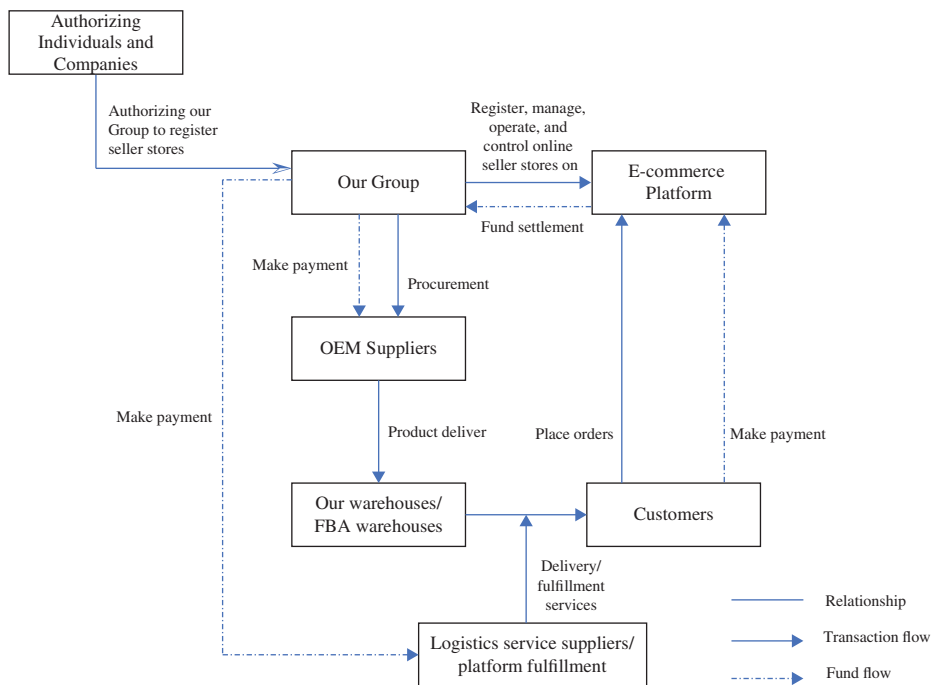 Authorizing
Individuals and
Companies
Authorizing our
Group to register
seller stores
Register, manage,
operate, and
control online
seller stores on
Our Group
E-commerce
Platform
Fund settlement
Make payment
Procurement
OEM Suppliers
Make payment
Product deliver
Place orders
Make payment
Our warehouses/
FBA warehouses
Customers
Delivery/
fulfillment
services
Logistics service suppliers/
platform fulfillment
Relationship
Transaction flow
Fund flow